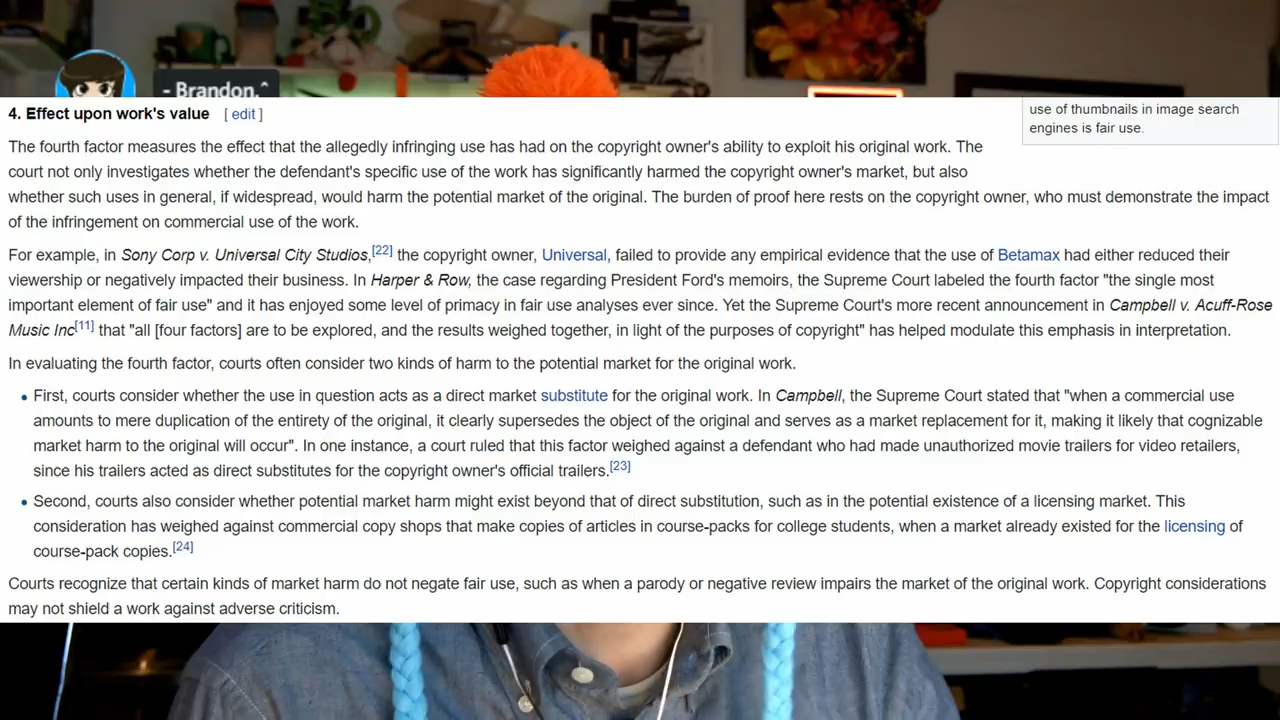 - Brandon.^
4. Effect upon work's value [ edit ]
use of thumbnails in image search
engines is fair use.
The fourth factor measures the effect that the allegedly infringing use has had on the copyright owner's ability to exploit his original work. The
court not only investigates whether the defendant's specific use of the work has significantly harmed the copyright owner's market, but also
whether such uses in general, if widespread, would harm the potential market of the original. The burden of proof here rests on the copyright owner, who must demonstrate the impact
of the infringement on commercial use of the work.
For example, in Sony Corp v. Universal City Studios,[22] the copyright owner, Universal, failed to provide any empirical evidence that the use of Betamax had either reduced their
viewership or negatively impacted their business. In Harper & Row, the case regarding President Ford's memoirs, the Supreme Court labeled the fourth factor "the single most
important element of fair use" and it has enjoyed some level of primacy in fair use analyses ever since. Yet the Supreme Court's more recent announcement in Campbell v. Acuff-Rose
Music Inc[11] that "all [four factors] are to be explored, and the results weighed together, in light of the purposes of copyright" has helped modulate this emphasis in interpretation.
In evaluating the fourth factor, courts often consider two kinds of harm to the potential market for the original work.
• First, courts consider whether the use in question acts as a direct market substitute for the original work. In Campbell, the Supreme Court stated that "when a commercial use
amounts to mere duplication of the entirety of the original, it clearly supersedes the object of the original and serves as a market replacement for it, making it likely that cognizable
market harm to the original will occur". In one instance, a court ruled that this factor weighed against a defendant who had made unauthorized movie trailers for video retailers,
since his trailers acted as direct substitutes for the copyright owner's official trailers.[23]
• Second, courts also consider whether potential market harm might exist beyond that of direct substitution, such as in the potential existence of a licensing market. This
consideration has weighed against commercial copy shops that make copies of articles in course-packs for college students, when a market already existed for the licensing of
course-pack copies.[24]
Courts recognize that certain kinds of market harm do not negate fair use, such as when a parody or negative review impairs the market of the original work. Copyright considerations
may not shield a work against adverse criticism.